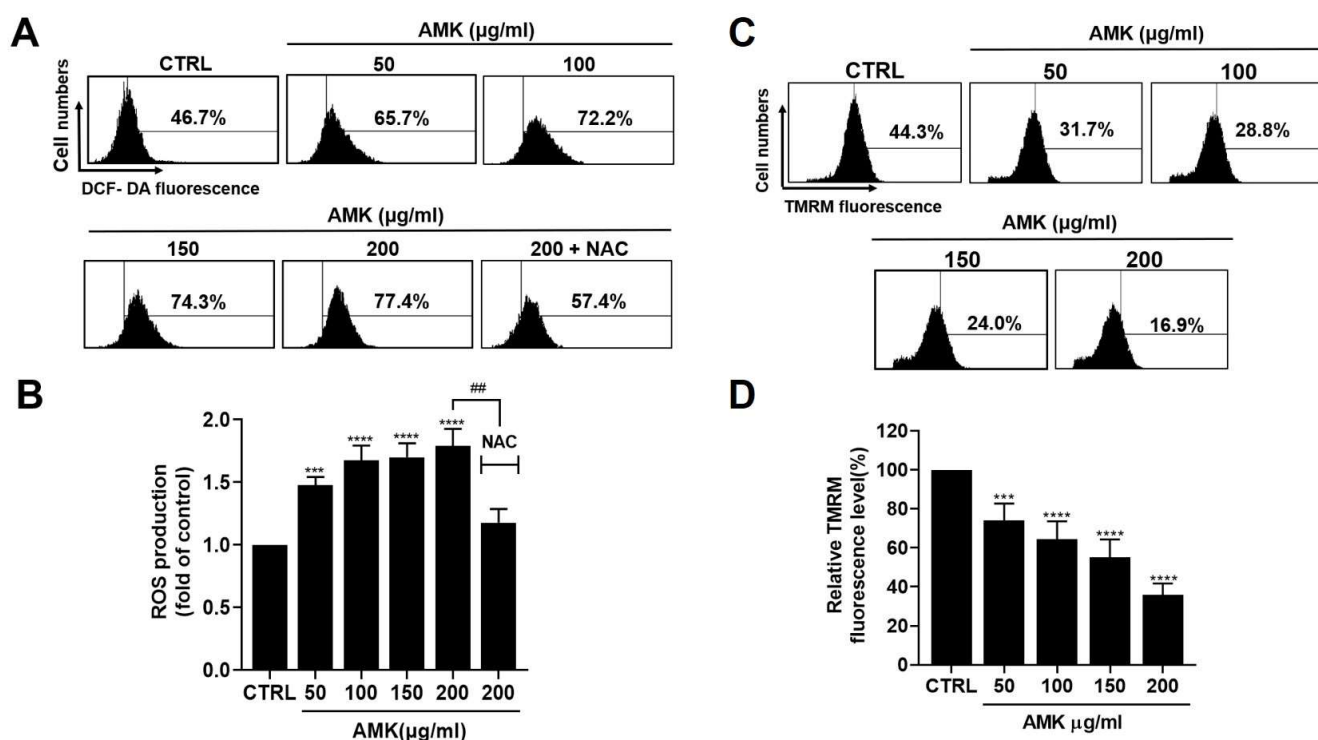 A
AMK (µg/ml)
CTRL
50
100
Cell numbers
46.7%
65.7%
72.2%
DCF- DA fluorescence
AMK (µg/ml)
150
200
200 + NAC
74.3%
77.4%
57.4%
B
ROS production
(fold of control)
2.0
1.5
1.0
0.5
0.0
***
****
****
****
##
NAC
CTRL
50
100
150
200
200
AMK(µg/ml)
C
AMK (µg/ml)
CTRL
50
100
Cell numbers
44.3%
31.7%
28.8%
TMRM fluorescence
AMK (µg/ml)
150
200
24.0%
16.9%
D
Relative TMRM
fluorescence level(%)
120
100
80
60
40
20
0
***
****
****
****
CTRL
50
100
150
200
AMK µg/ml